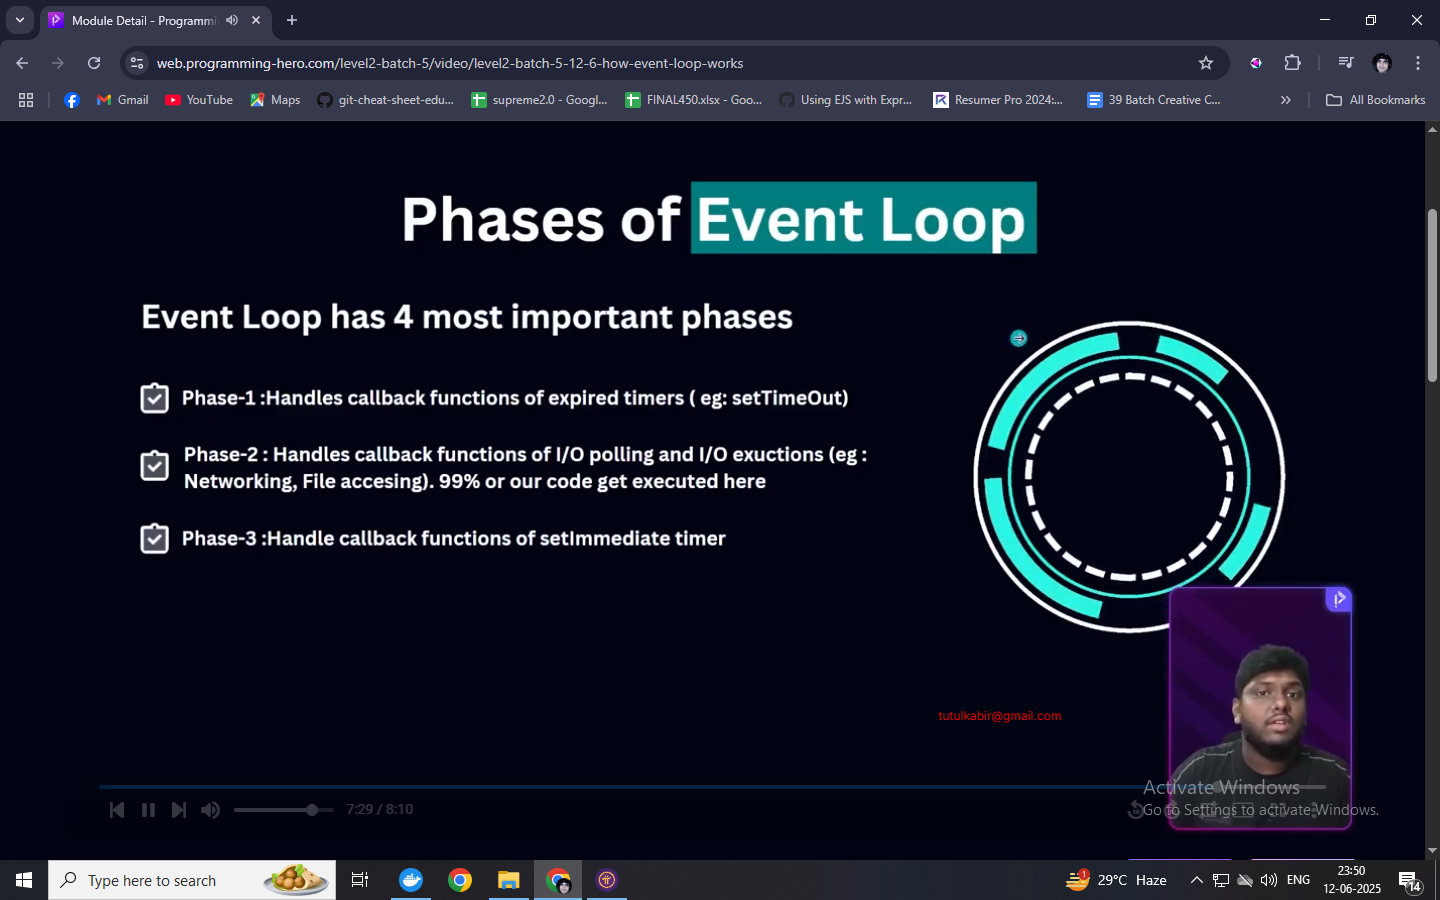 Module Detail - Programmi
web.programming-hero.com/level2-batch-5/video/level2-batch-5-12-6-how-event-loop-works
Gmail
YouTube
Maps
git-cheat-sheet-edu...
supreme2.0 - Googl...
FINAL450.xlsx - Goo...
Using EJS with Expr...
Resumer Pro 2024:...
39 Batch Creative C...
All Bookmarks
Phases of Event Loop
Event Loop has 4 most important phases
Phase-1 :Handles callback functions of expired timers ( eg: setTimeOut)
Phase-2 : Handles callback functions of I/O polling and I/O exuctions (eg :
Networking, File accesing). 99% or our code get executed here
Phase-3 :Handle callback functions of setImmediate timer
tutulkabir@gmail.com
7:29 / 8:10
Activate Windows
Go to Settings to activate Windows.
Type here to search
1
29°C Haze
ENG
23:50
12-06-2025
14